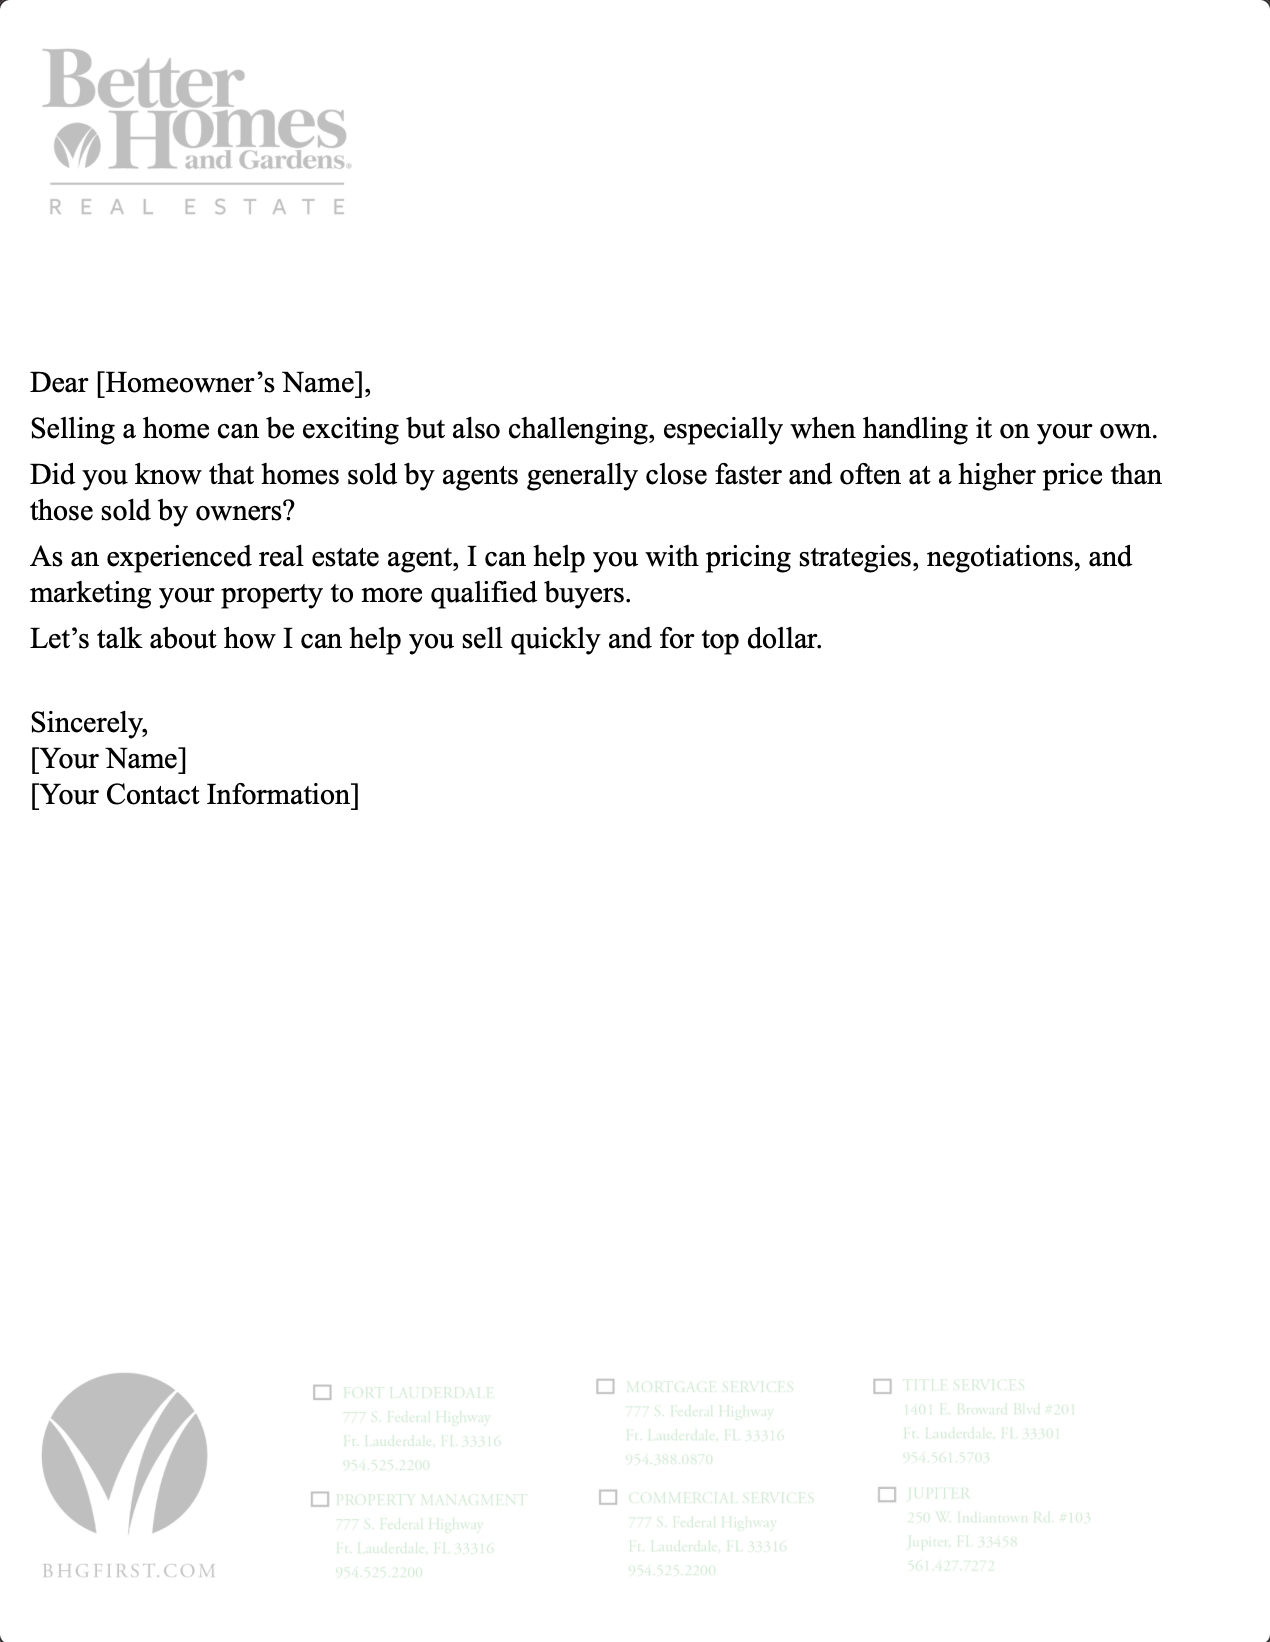 Better
Homes
and Gardens®
REAL ESTATE
Dear [Homeowner’s Name],
Selling a home can be exciting but also challenging, especially when handling it on your own.
Did you know that homes sold by agents generally close faster and often at a higher price than
those sold by owners?
As an experienced real estate agent, I can help you with pricing strategies, negotiations, and
marketing your property to more qualified buyers.
Let’s talk about how I can help you sell quickly and for top dollar.
Sincerely,
[Your Name]
[Your Contact Information]
BHGFIRST.COM
FORT LAUDERDALE
777 S. Federal Highway
Ft. Lauderdale, FL 33316
954.525.2200
PROPERTY MANAGMENT
777 S. Federal Highway
Ft. Lauderdale, FL 33316
954.525.2200
MORTGAGE SERVICES
777 S. Federal Highway
Ft. Lauderdale, FL 33316
954.388.0870
COMMERCIAL SERVICES
777 S. Federal Highway
Ft. Lauderdale, FL 33316
954.525.2200
TITLE SERVICES
1401 E. Broward Blvd #201
Ft. Lauderdale, FL 33301
954.561.5703
JUPITER
250 W. Indiantown Rd. #103
Jupiter, FL 33458
561.427.7272